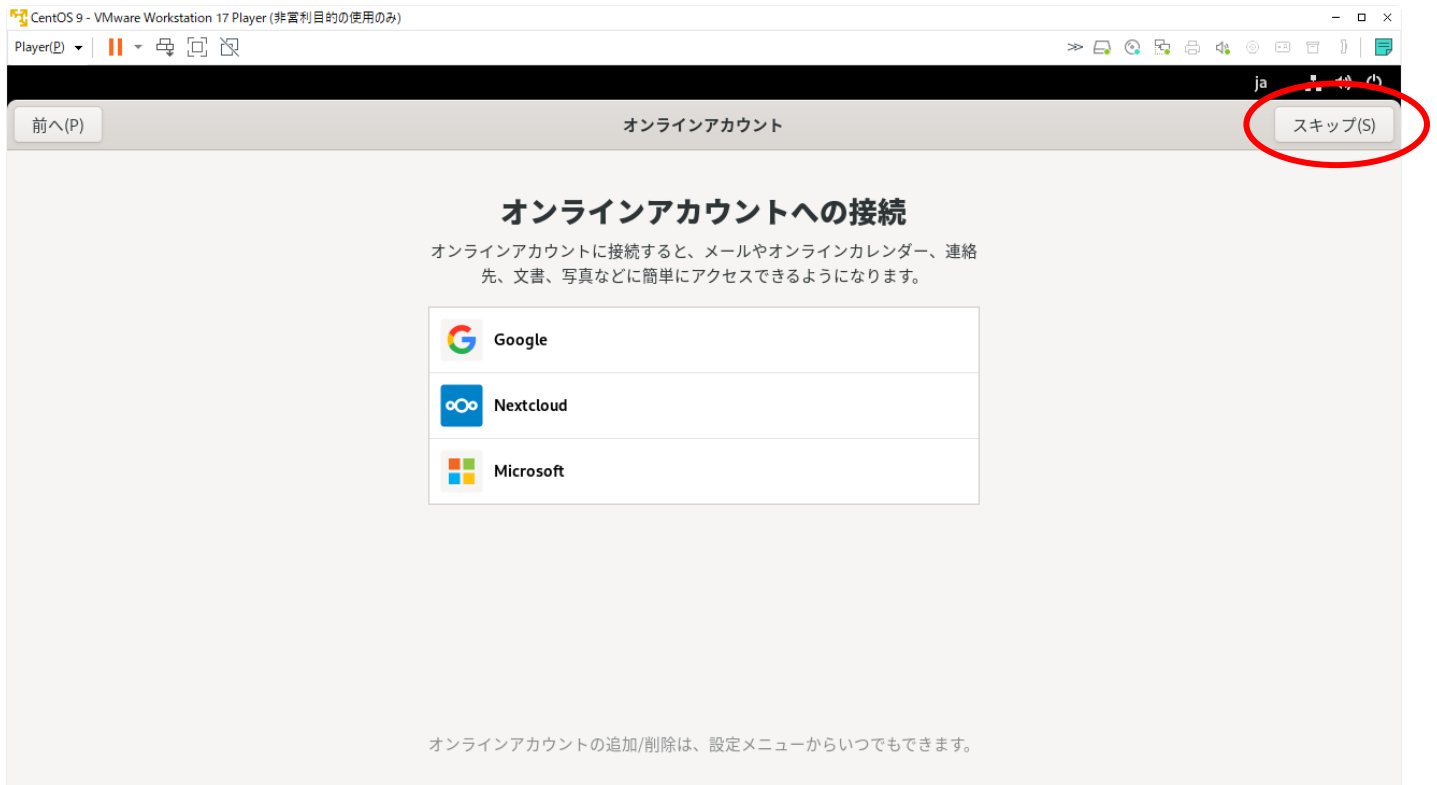 CentOS 9 - VMware Workstation 17 Player (非営利目的の使用のみ)
Player(P)
ja
前へ(P)
オンラインアカウント
スキップ(S)
オンラインアカウントへの接続
オンラインアカウントに接続すると、メールやオンラインカレンダー、連絡
先、文書、写真などに簡単にアクセスできるようになります。
Google
Nextcloud
Microsoft
オンラインアカウントの追加/削除は、設定メニューからいつでもできます。